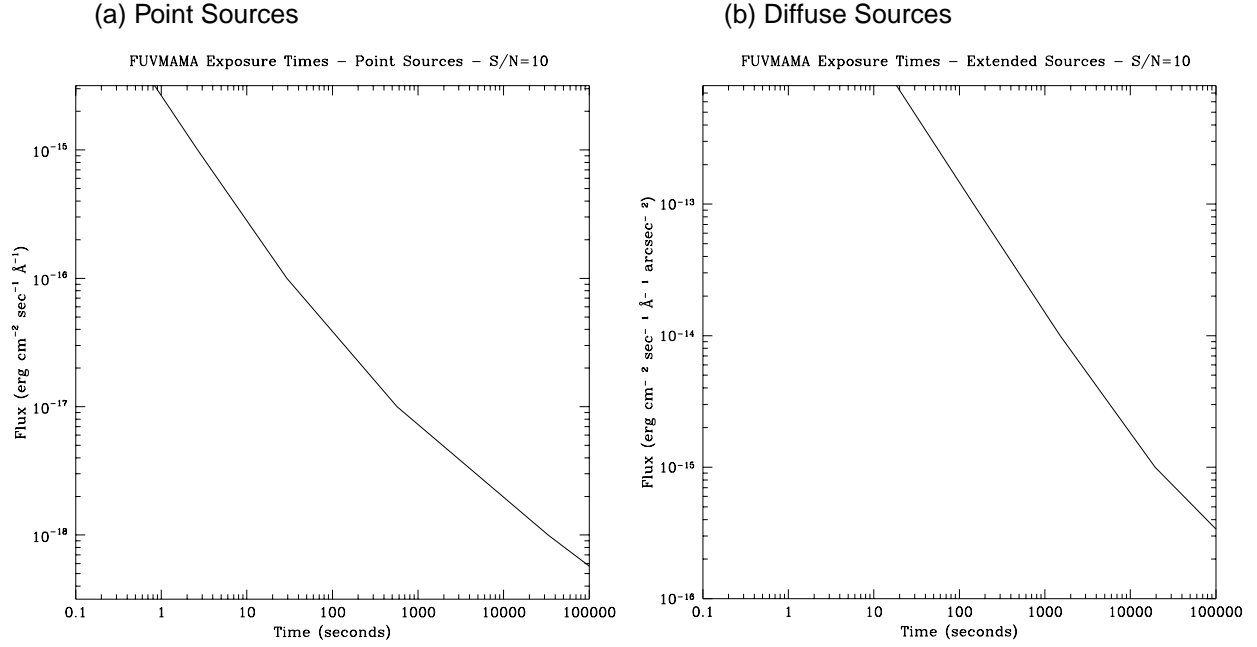 (a) Point Sources
FUVMAMA Exposure Times − Point Sources − S/N=10
Flux (erg cm⁻² sec⁻¹ Å⁻¹)
10⁻¹⁵
10⁻¹⁶
10⁻¹⁷
10⁻¹⁸
0.1 1 10 100 1000 10000 100000
Time (seconds)
(b) Diffuse Sources
FUVMAMA Exposure Times − Extended Sources − S/N=10
Flux (erg cm⁻² sec⁻¹ Å⁻¹ arcsec⁻²)
10⁻¹³
10⁻¹⁴
10⁻¹⁵
10⁻¹⁶
0.1 1 10 100 1000 10000 100000
Time (seconds)